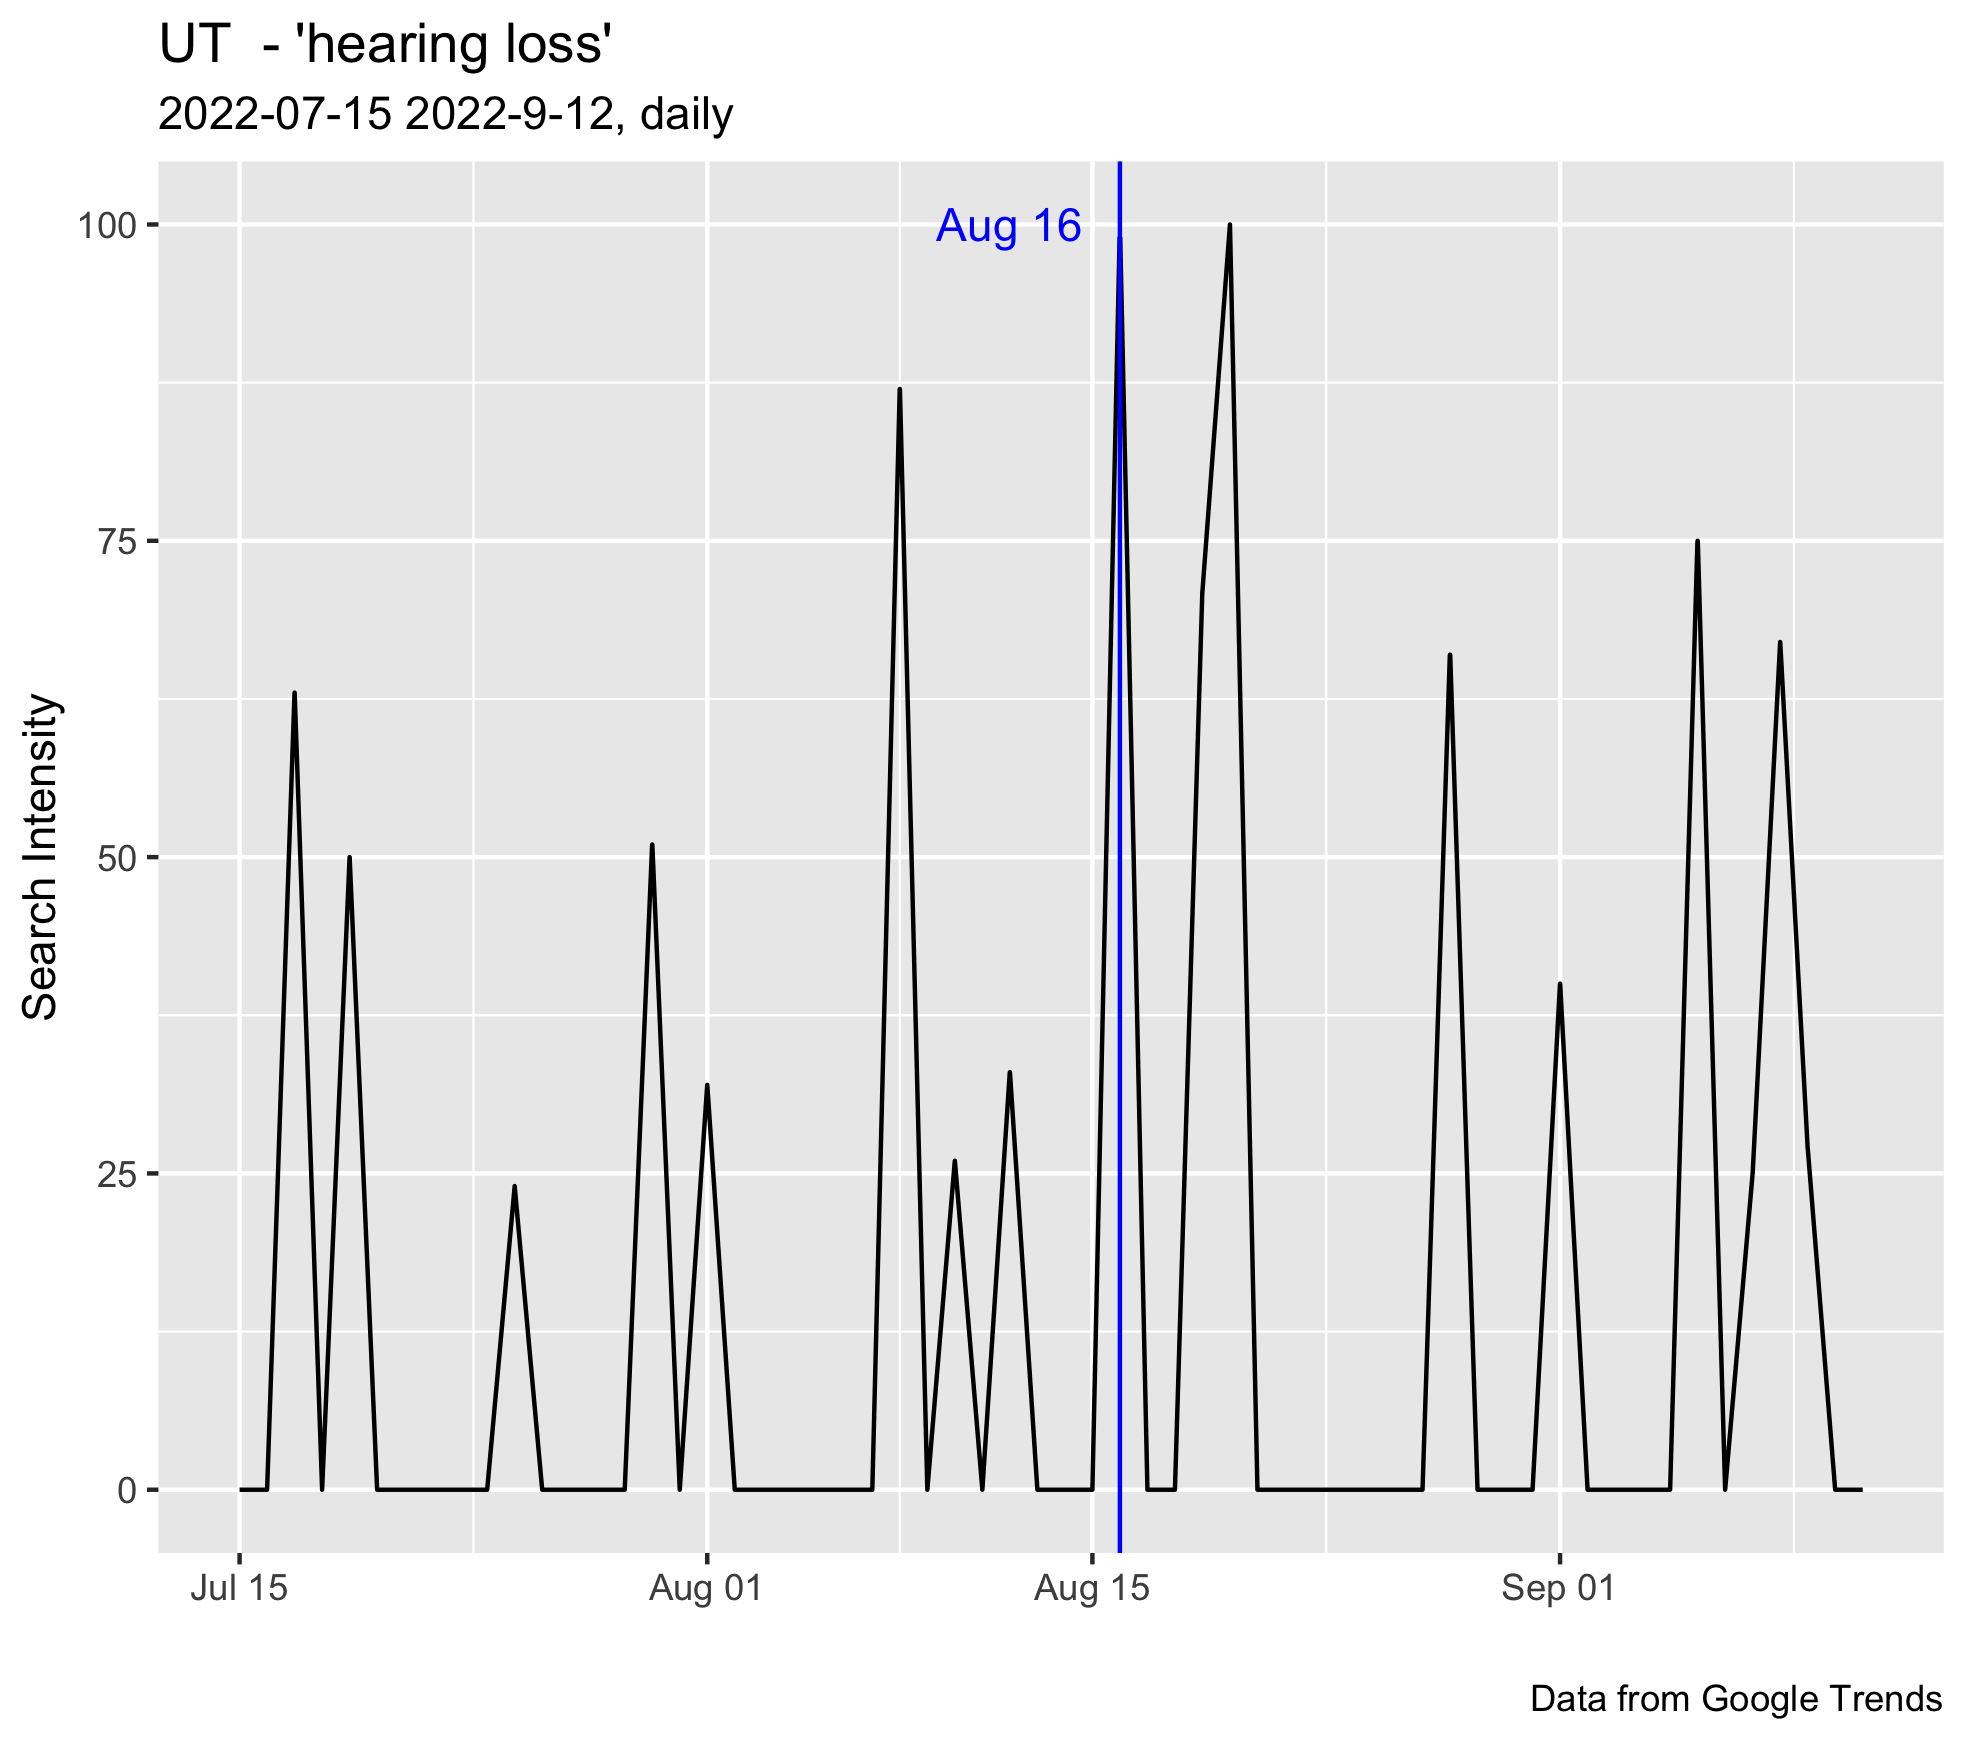 UT  - 'hearing loss'
2022-07-15 2022-9-12, daily
Aug 16
100
75
50
25
0
Search Intensity
Jul 15
Aug 01
Aug 15
Sep 01
Data from Google Trends